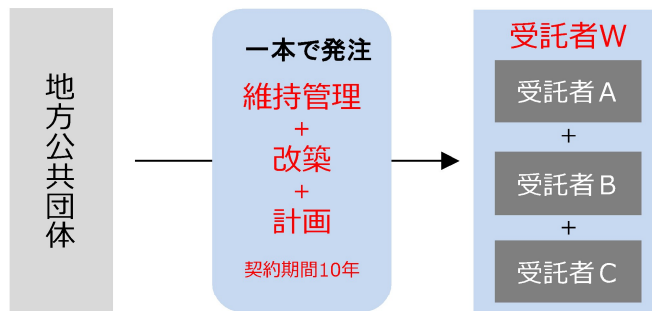 地方公共団体
一本で発注
維持管理
+
改築
+
計画
契約期間10年
受託者W
受託者A
+
受託者B
+
受託者C